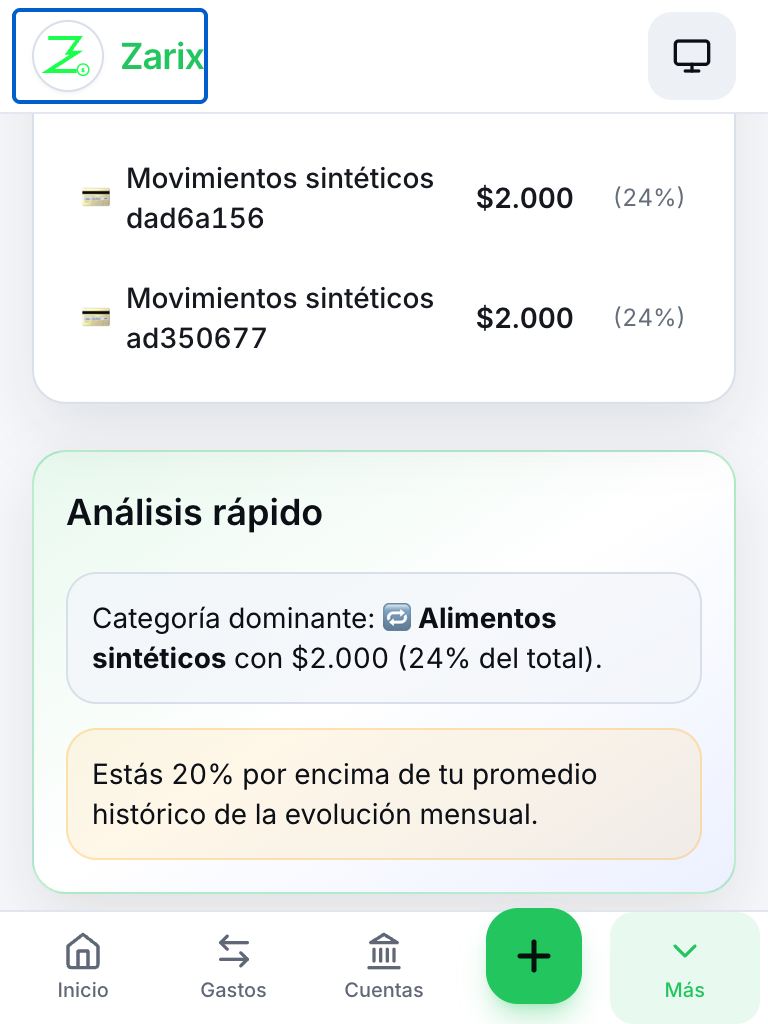 Zarix
Movimientos sintéticos
dad6a156
$2.000
(24%)
Movimientos sintéticos
ad350677
$2.000
(24%)
Análisis rápido
Categoría dominante: 🔁 Alimentos
sintéticos con $2.000 (24% del total).
Estás 20% por encima de tu promedio
histórico de la evolución mensual.
Inicio
Gastos
Cuentas
Más